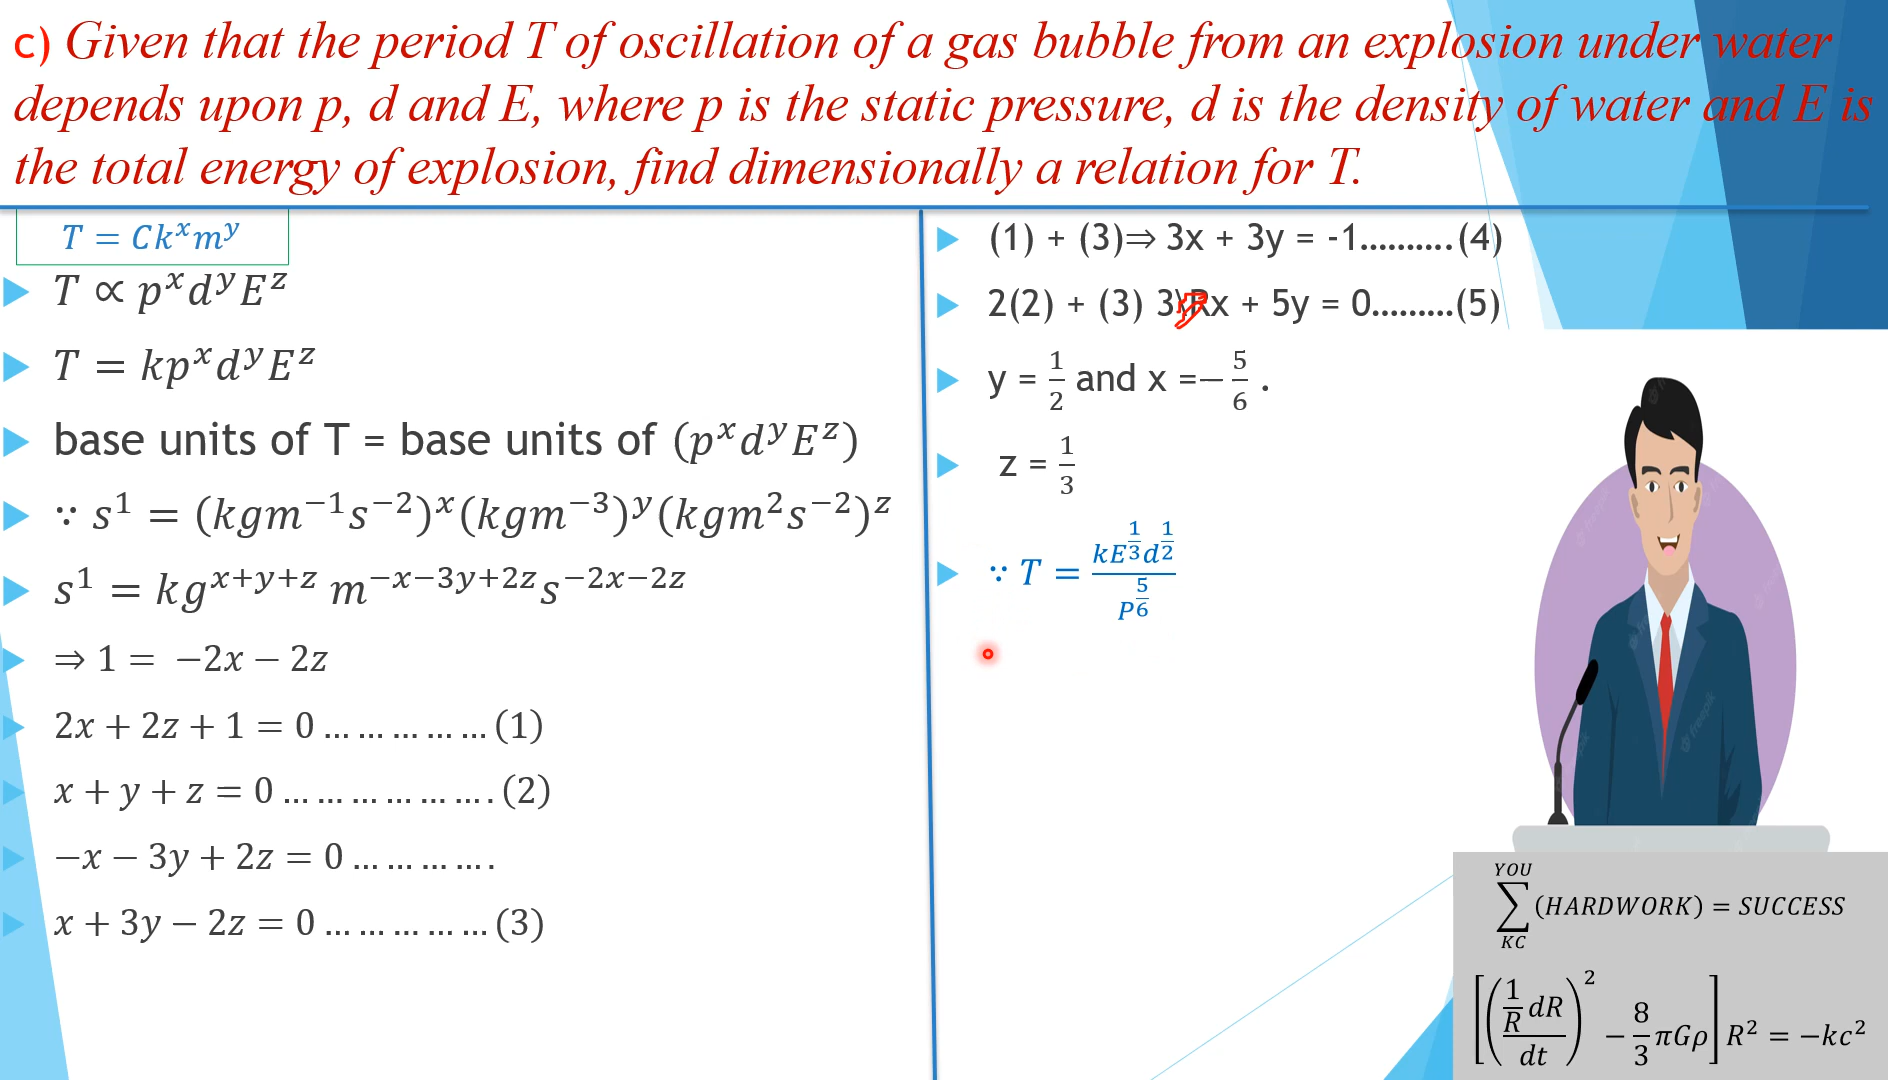 c) Given that the period T of oscillation of a gas bubble from an explosion under water
depends upon p, d and E, where p is the static pressure, d is the density of water and E is
the total energy of explosion, find dimensionally a relation for T.
T = Ck^x m^y
T ∝ p^x d^y E^z
T = kp^x d^y E^z
base units of T = base units of (p^x d^y E^z)
∵ s^1 = (kgm^−1 s^−2)^x (kgm^−3)^y (kgm^2 s^−2)^z
s^1 = kg^{x+y+z} m^{−x−3y+2z} s^{−2x−2z}
⇒ 1 = −2x − 2z
2x + 2z + 1 = 0 ... ... ... ... ... (1)
x + y + z = 0 ... ... ... ... ... ... . (2)
−x − 3y + 2z = 0 ... ... ... ... .
x + 3y − 2z = 0 ... ... ... ... ... (3)
(1) + (3)⇒ 3x + 3y = -1..........(4)
2(2) + (3) 3x + 5y = 0.........(5)
y = 1/2 and x =− 5/6 .
z = 1/3
∵ T = kE^{1/3} d^{1/2} / P^{5/6}
YOU
∑ (HARDWORK) = SUCCESS
KC
[((1/R dR)/dt)^2 − 8/3 πGρ] R^2 = −kc^2